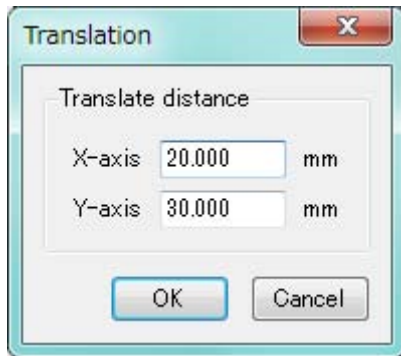 Translation
Translate distance
X-axis 20.000 mm
Y-axis 30.000 mm
OK Cancel